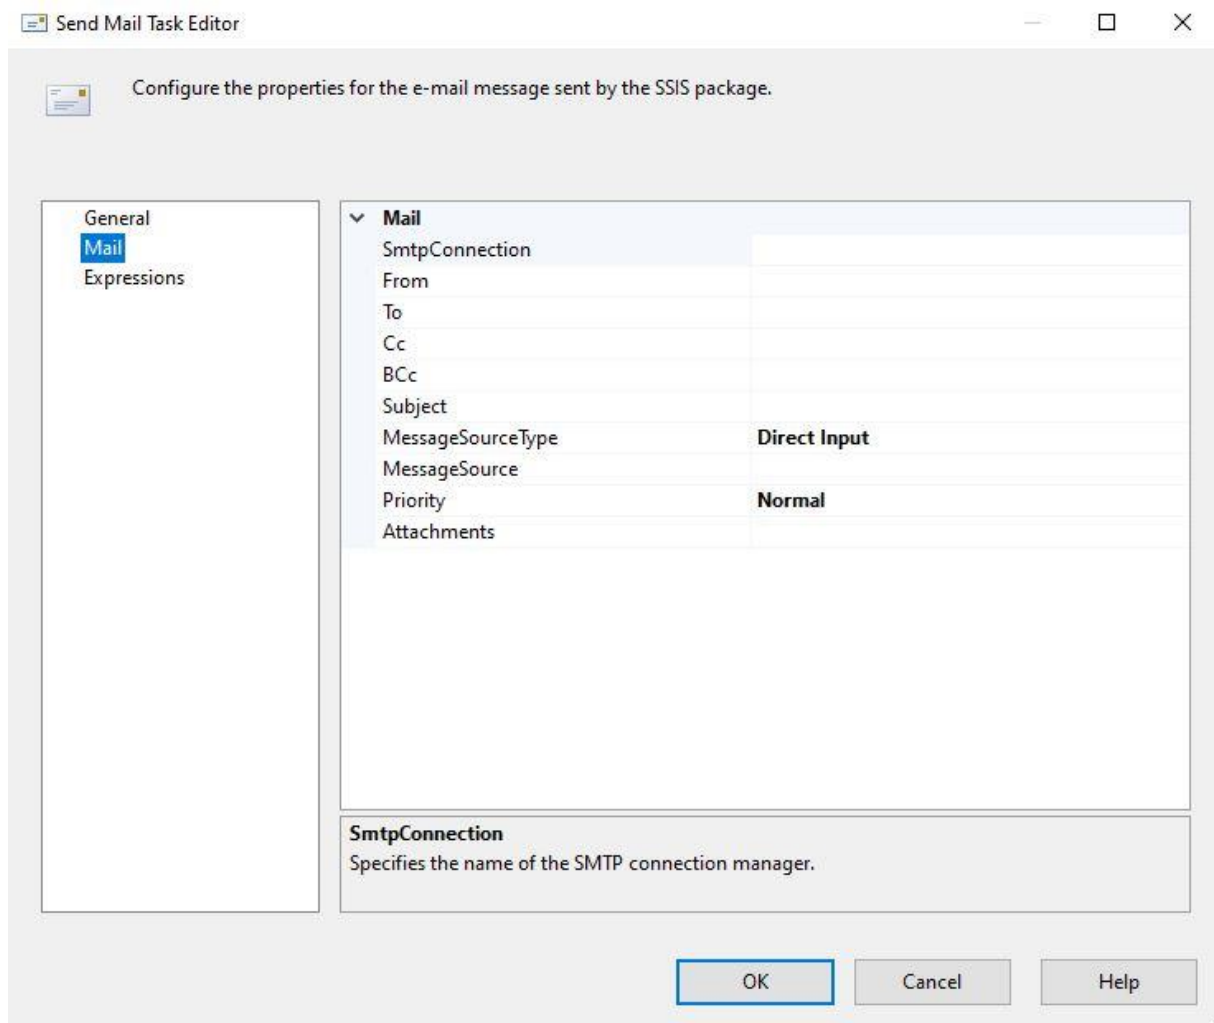 Send Mail Task Editor
Configure the properties for the e-mail message sent by the SSIS package.
General
Mail
Expressions
Mail
SmtpConnection
From
To
Cc
BCc
Subject
MessageSourceType Direct Input
MessageSource
Priority Normal
Attachments
SmtpConnection
Specifies the name of the SMTP connection manager.
OK Cancel Help